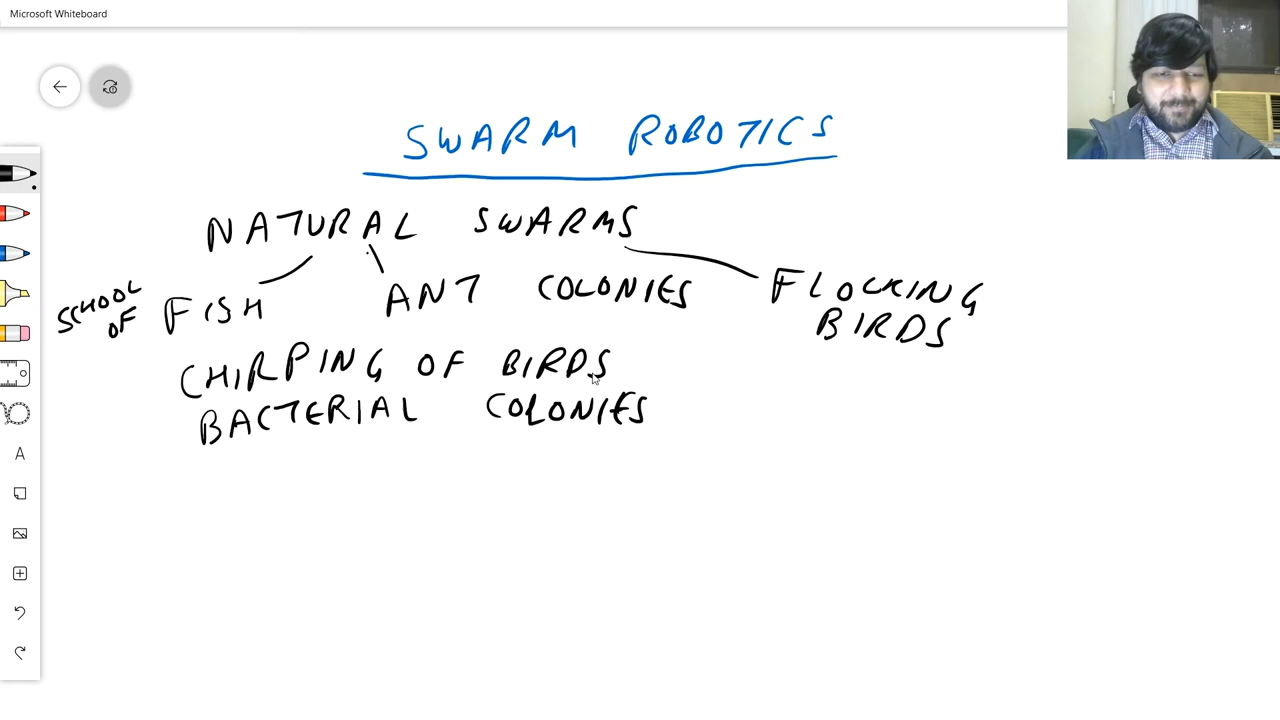 Microsoft Whiteboard
SWARM ROBOTICS
NATURAL SWARMS
SCHOOL OF FISH
ANT COLONIES
FLOCKING BIRDS
CHIRPING OF BIRDS
BACTERIAL COLONIES
A